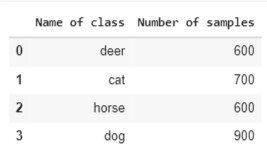 Name of class Number of samples
0 deer 600
1 cat 700
2 horse 600
3 dog 900